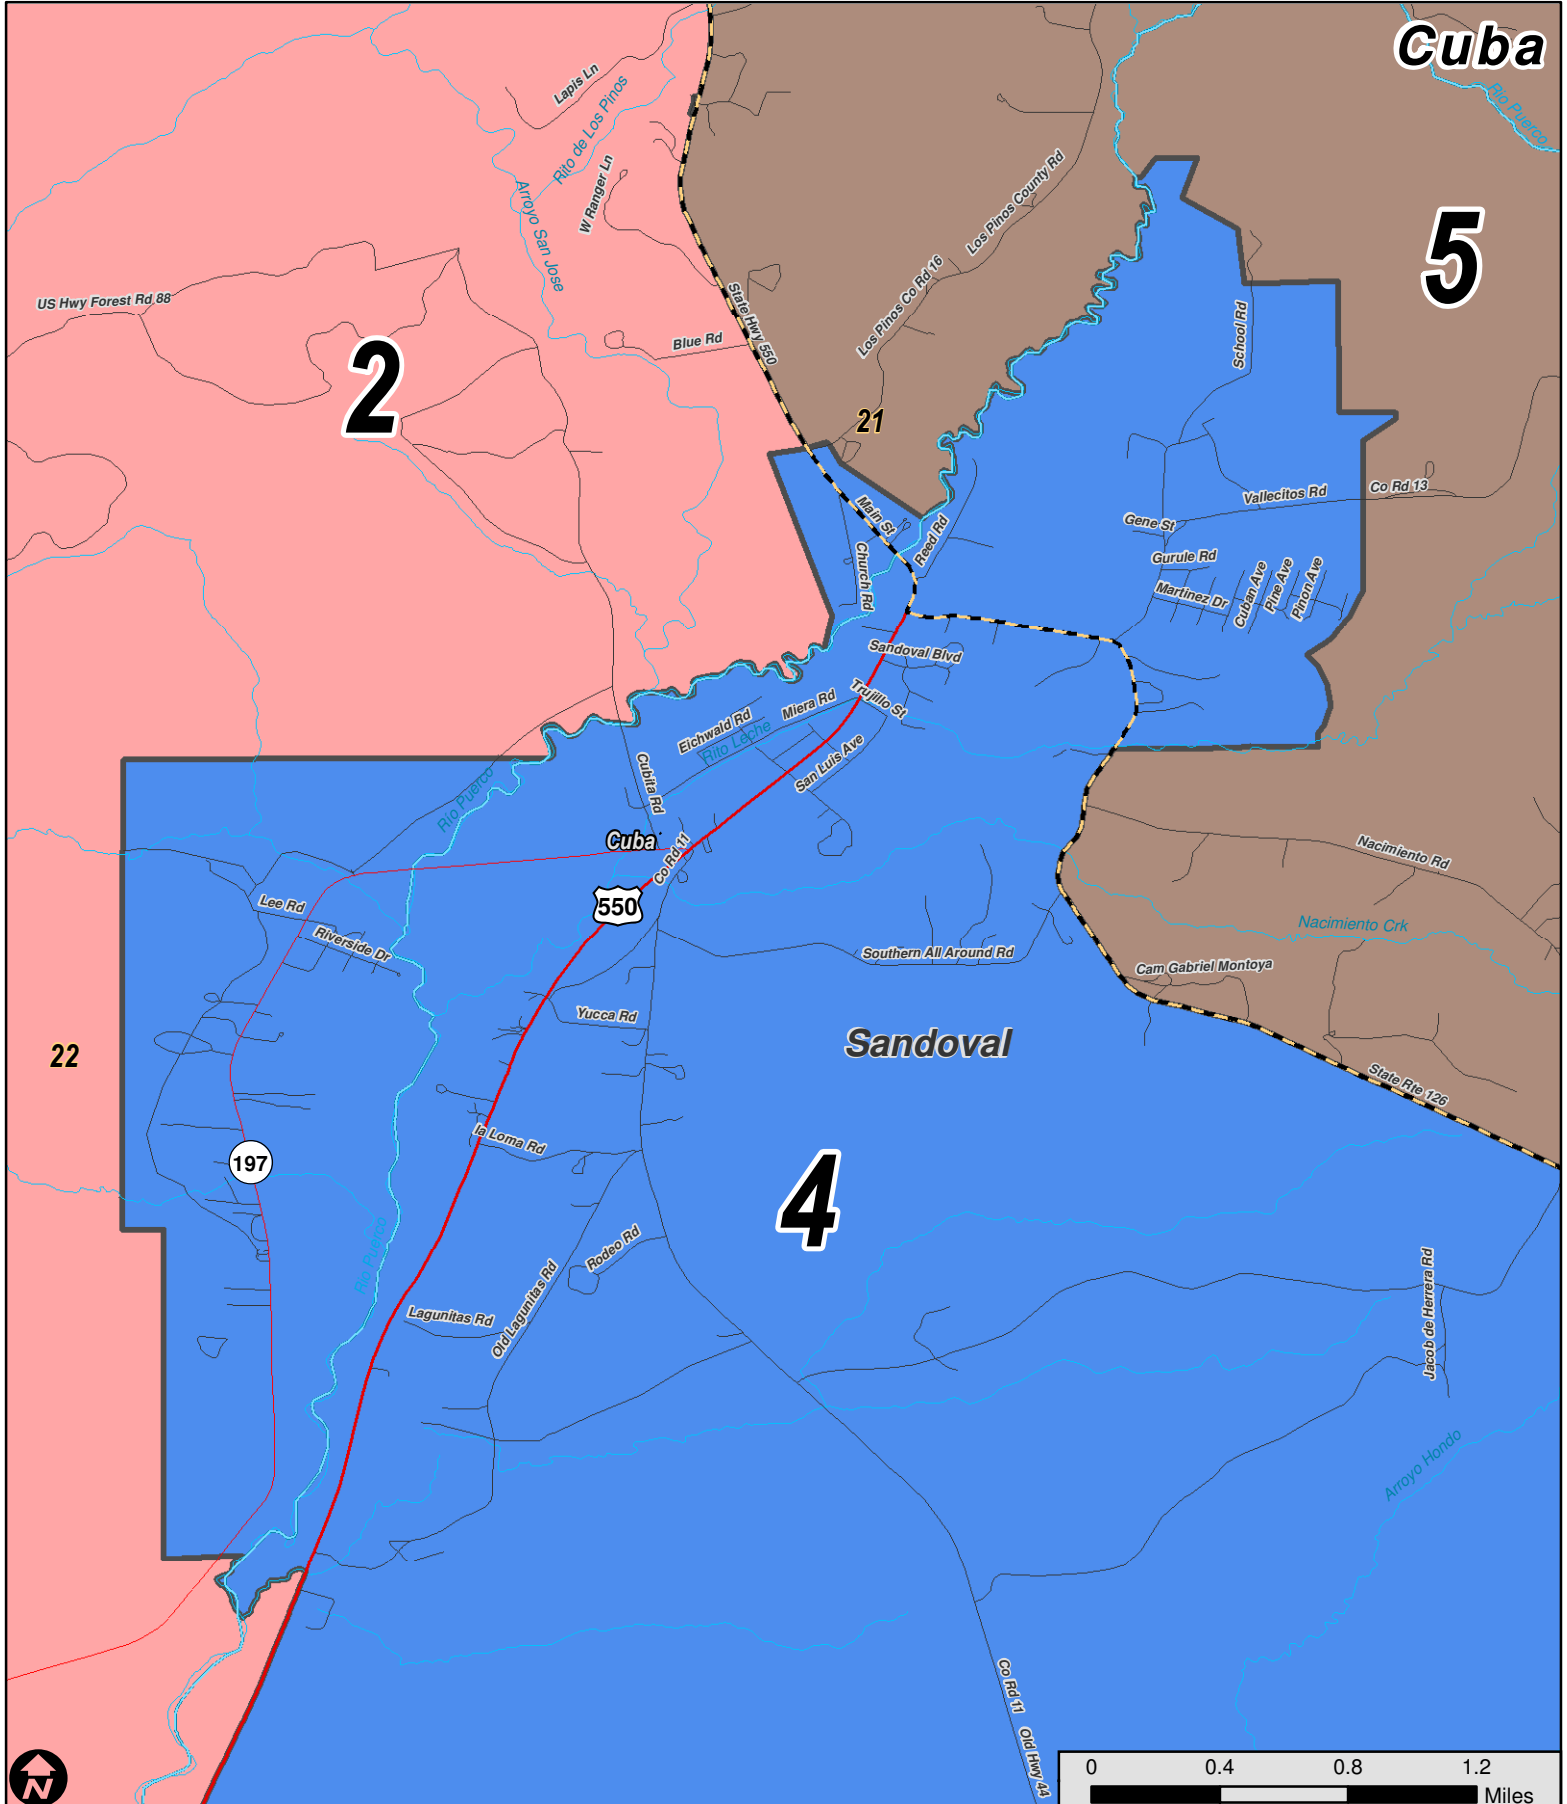 Cuba
Rio Puerco
Lapis Ln
Rito de Los Pinos
W Ranger Ln
Arroyo San Jose
Los Pinos County Rd
5
Los Pinos Co Rd 16
US Hwy Forest Rd 88
State Hwy 550
Blue Rd
School Rd
2
21
Main St
Reed Rd
Church Rd
Vallecitos Rd
Co Rd 13
Gene St
Gurule Rd
Martinez Dr
Cuban Ave
Pine Ave
Pinon Ave
Sandoval Blvd
Trujillo St
Miera Rd
Eichwald Rd
Rito Leche
San Luis Ave
Cubita Rd
Rio Puerco
Cuba
Co Rd 11
550
Nacimiento Rd
Nacimiento Crk
Lee Rd
Riverside Dr
Southern All Around Rd
Cam Gabriel Montoya
Yucca Rd
Sandoval
22
State Rte 126
la Loma Rd
197
4
Rio Puerco
Rodeo Rd
Old Lagunitas Rd
Lagunitas Rd
Jacob de Herrera Rd
Arroyo Hondo
Co Rd 11
Old Hwy 44
N
0 0.4 0.8 1.2
Miles